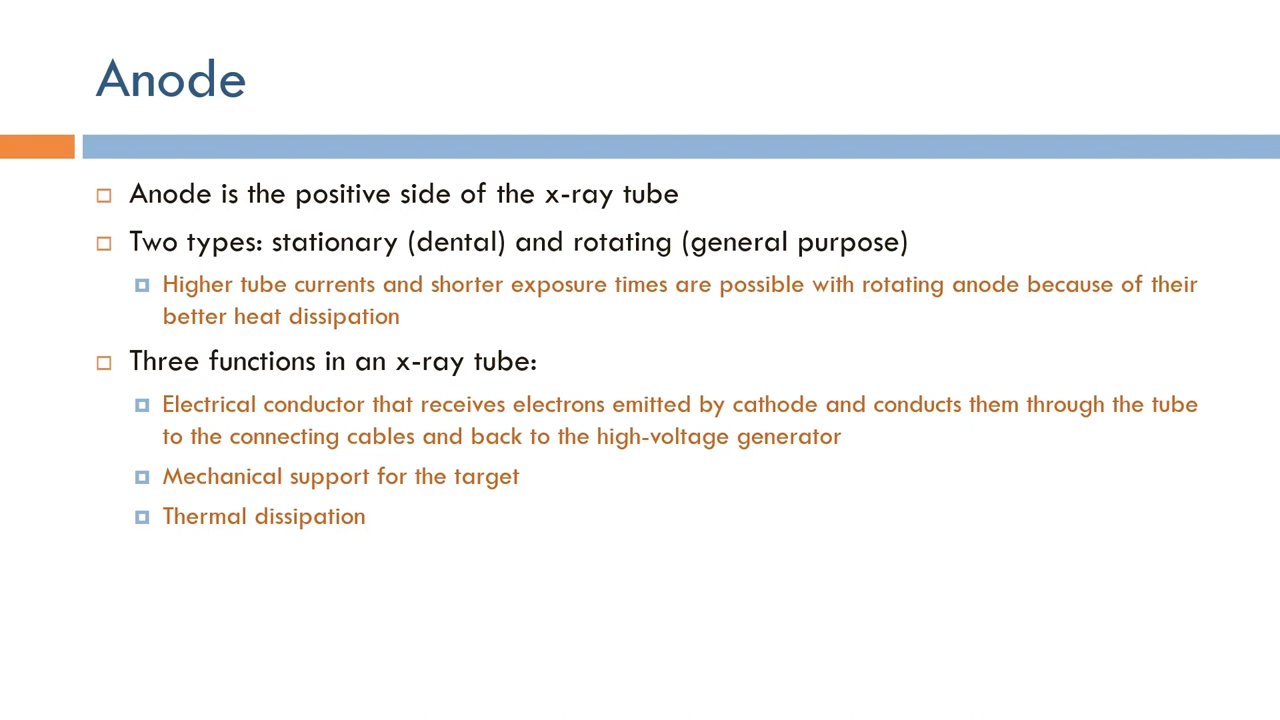 Anode
Anode is the positive side of the x-ray tube
Two types: stationary (dental) and rotating (general purpose)
Higher tube currents and shorter exposure times are possible with rotating anode because of their
better heat dissipation
Three functions in an x-ray tube:
Electrical conductor that receives electrons emitted by cathode and conducts them through the tube
to the connecting cables and back to the high-voltage generator
Mechanical support for the target
Thermal dissipation